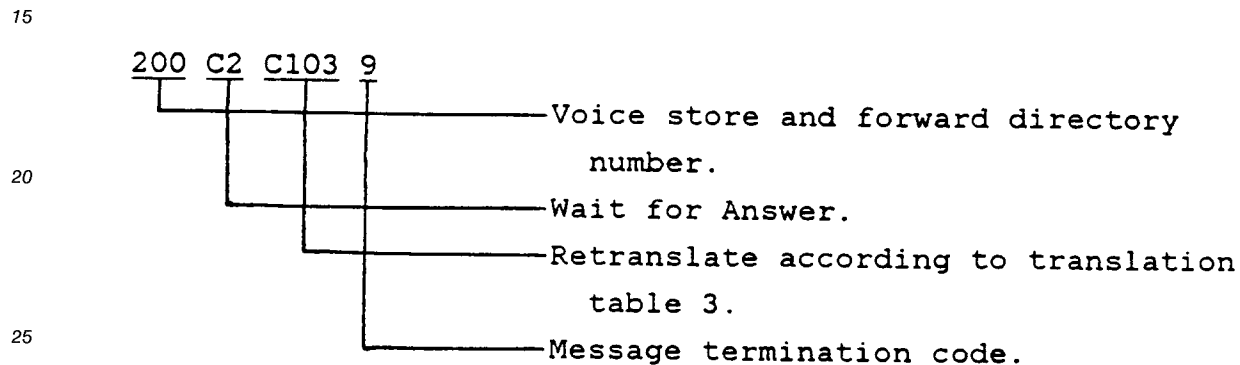 15
200 C2 C103 9
Voice store and forward directory
number.
20
Wait for Answer.
Retranslate according to translation
table 3.
25
Message termination code.